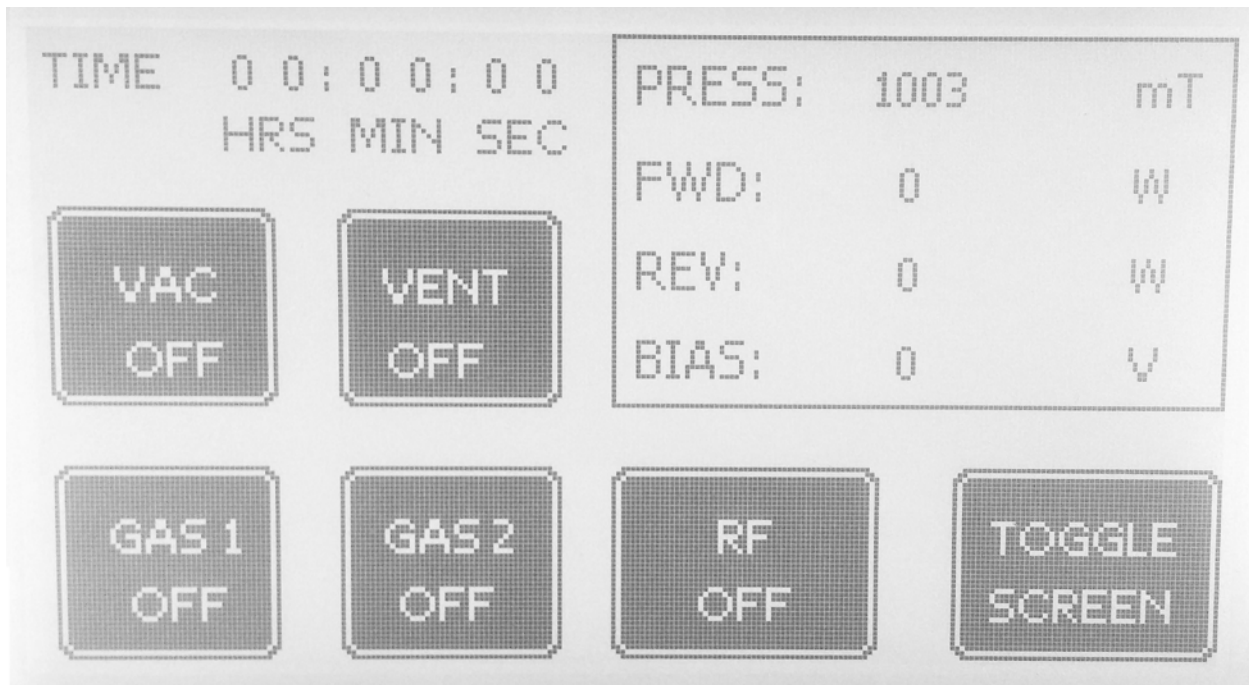 TIME 00:00:00
HRS MIN SEC
PRESS: 1003 mT
FWD: 0 W
REV: 0 W
BIAS: 0 V
VAC
OFF
VENT
OFF
GAS 1
OFF
GAS 2
OFF
RF
OFF
TOGGLE
SCREEN